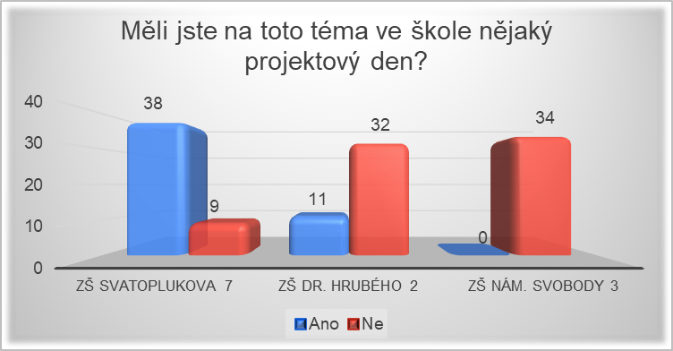 Měli jste na toto téma ve škole nějaký
projektový den?
40
30
20
10
0
38
9
11
32
0
34
ZŠ SVATOPLUKOVA 7
ZŠ DR. HRUBÉHO 2
ZŠ NÁM. SVOBODY 3
Ano
Ne